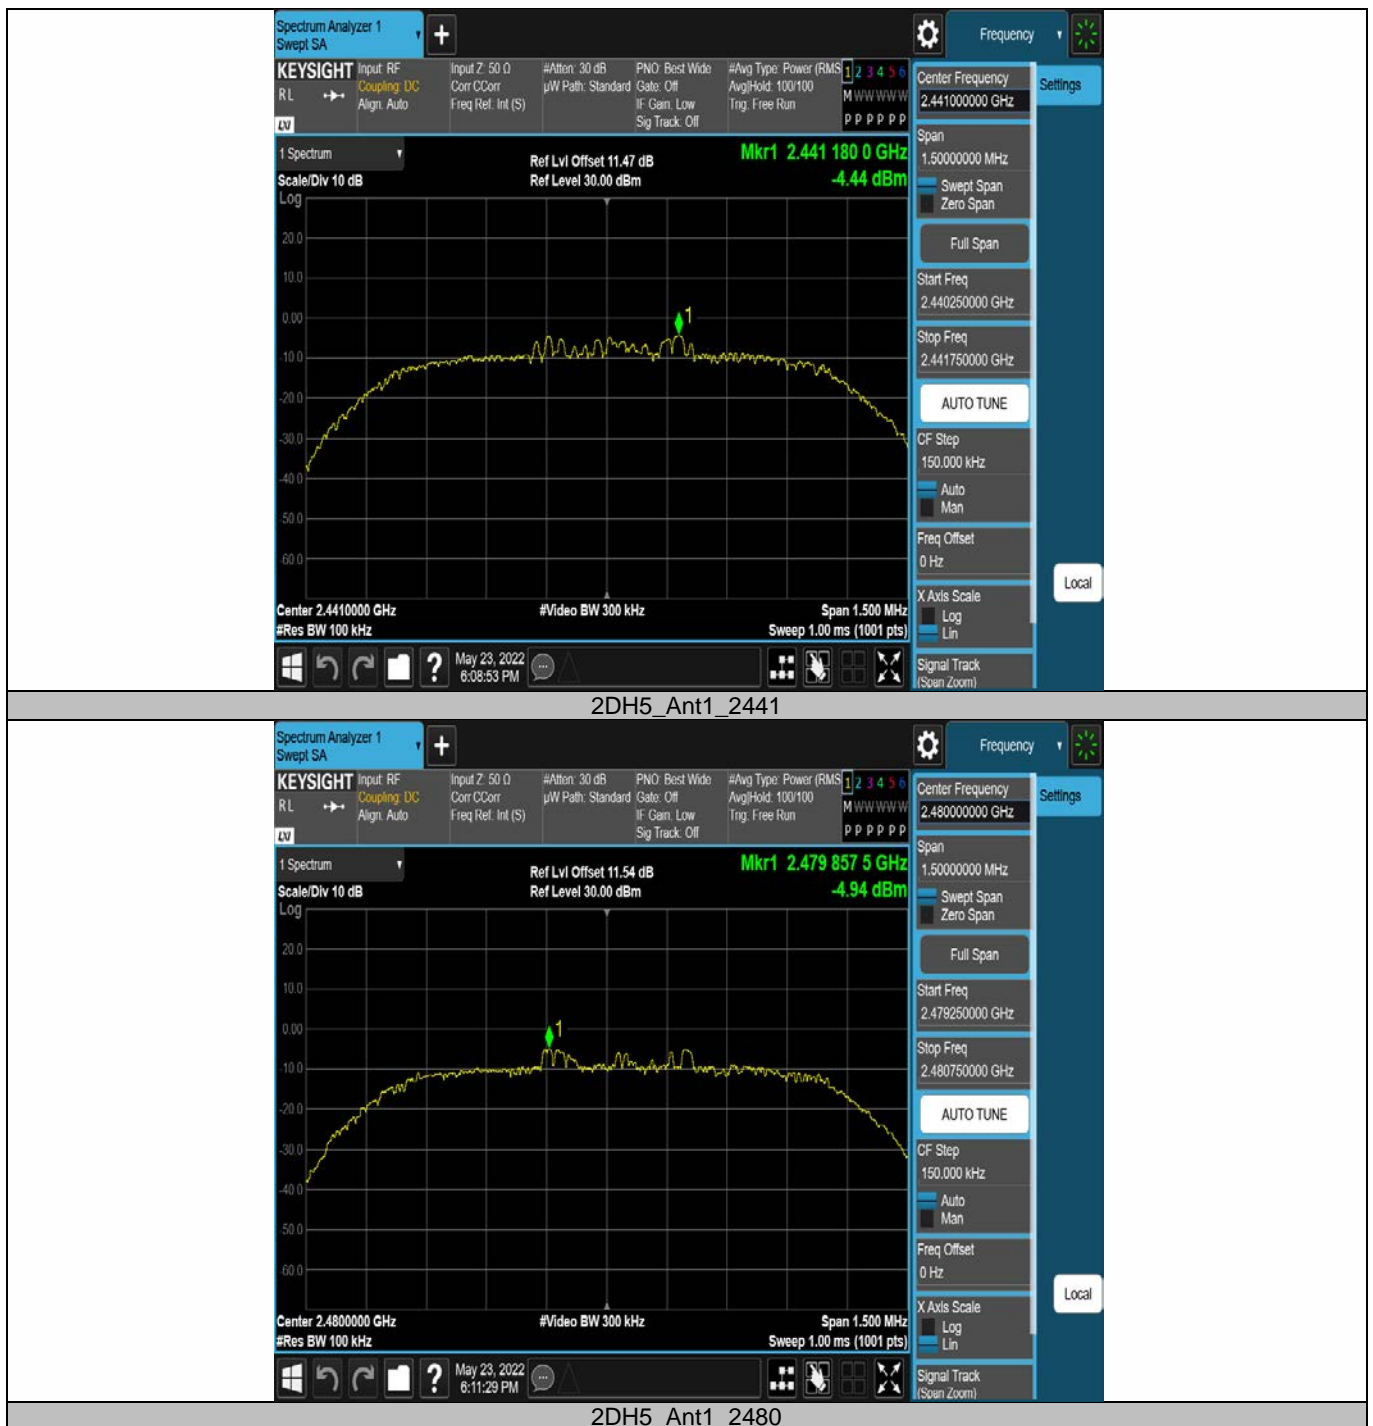 Spectrum Analyzer 1
Swept SA
+
Frequency
KEYSIGHT
RL
LXI
Input: RF
Coupling: DC
Align: Auto
Input Z: 50 Ω
Corr CCorr
Freq Ref: Int (S)
#Atten: 30 dB
µW Path: Standard
PNO: Best Wide
Gate: Off
IF Gain: Low
Sig Track: Off
#Avg Type: Power (RMS
Avg|Hold: 100/100
Trig: Free Run
1 2 3 4 5 6
M W W W W W
P P P P P P
Center Frequency
2.441000000 GHz
Settings
Span
1.50000000 MHz
Swept Span
Zero Span
Full Span
Start Freq
2.440250000 GHz
Stop Freq
2.441750000 GHz
AUTO TUNE
CF Step
150.000 kHz
Auto
Man
Freq Offset
0 Hz
X Axis Scale
Log
Lin
Signal Track
(Span Zoom)
Local
1 Spectrum
Scale/Div 10 dB
Log
Ref Lvl Offset 11.47 dB
Ref Level 30.00 dBm
Mkr1 2.441 180 0 GHz
-4.44 dBm
20.0
10.0
0.00
-10.0
-20.0
-30.0
-40.0
-50.0
-60.0
1
Center 2.4410000 GHz
#Res BW 100 kHz
#Video BW 300 kHz
Span 1.500 MHz
Sweep 1.00 ms (1001 pts)
?
May 23, 2022
6:08:53 PM
2DH5_Ant1_2441
Spectrum Analyzer 1
Swept SA
+
Frequency
KEYSIGHT
RL
LXI
Input: RF
Coupling: DC
Align: Auto
Input Z: 50 Ω
Corr CCorr
Freq Ref: Int (S)
#Atten: 30 dB
µW Path: Standard
PNO: Best Wide
Gate: Off
IF Gain: Low
Sig Track: Off
#Avg Type: Power (RMS
Avg|Hold: 100/100
Trig: Free Run
1 2 3 4 5 6
M W W W W W
P P P P P P
Center Frequency
2.480000000 GHz
Settings
Span
1.50000000 MHz
Swept Span
Zero Span
Full Span
Start Freq
2.479250000 GHz
Stop Freq
2.480750000 GHz
AUTO TUNE
CF Step
150.000 kHz
Auto
Man
Freq Offset
0 Hz
X Axis Scale
Log
Lin
Signal Track
(Span Zoom)
Local
1 Spectrum
Scale/Div 10 dB
Log
Ref Lvl Offset 11.54 dB
Ref Level 30.00 dBm
Mkr1 2.479 857 5 GHz
-4.94 dBm
20.0
10.0
0.00
-10.0
-20.0
-30.0
-40.0
-50.0
-60.0
1
Center 2.4800000 GHz
#Res BW 100 kHz
#Video BW 300 kHz
Span 1.500 MHz
Sweep 1.00 ms (1001 pts)
?
May 23, 2022
6:11:29 PM
2DH5_Ant1_2480